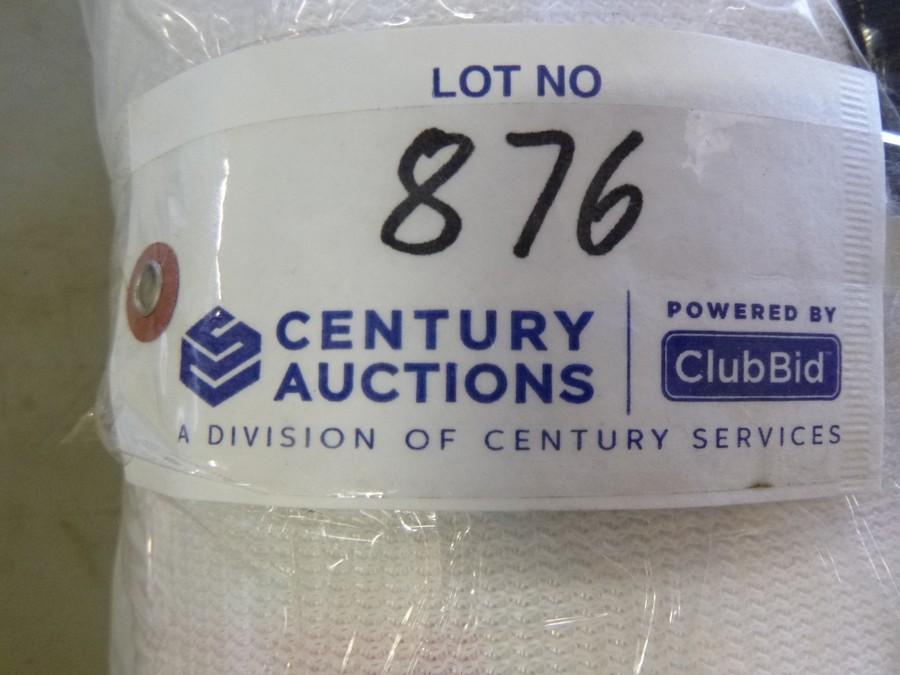 LOT NO
876
CENTURY
AUCTIONS
POWERED BY
ClubBid
A DIVISION OF CENTURY SERVICES